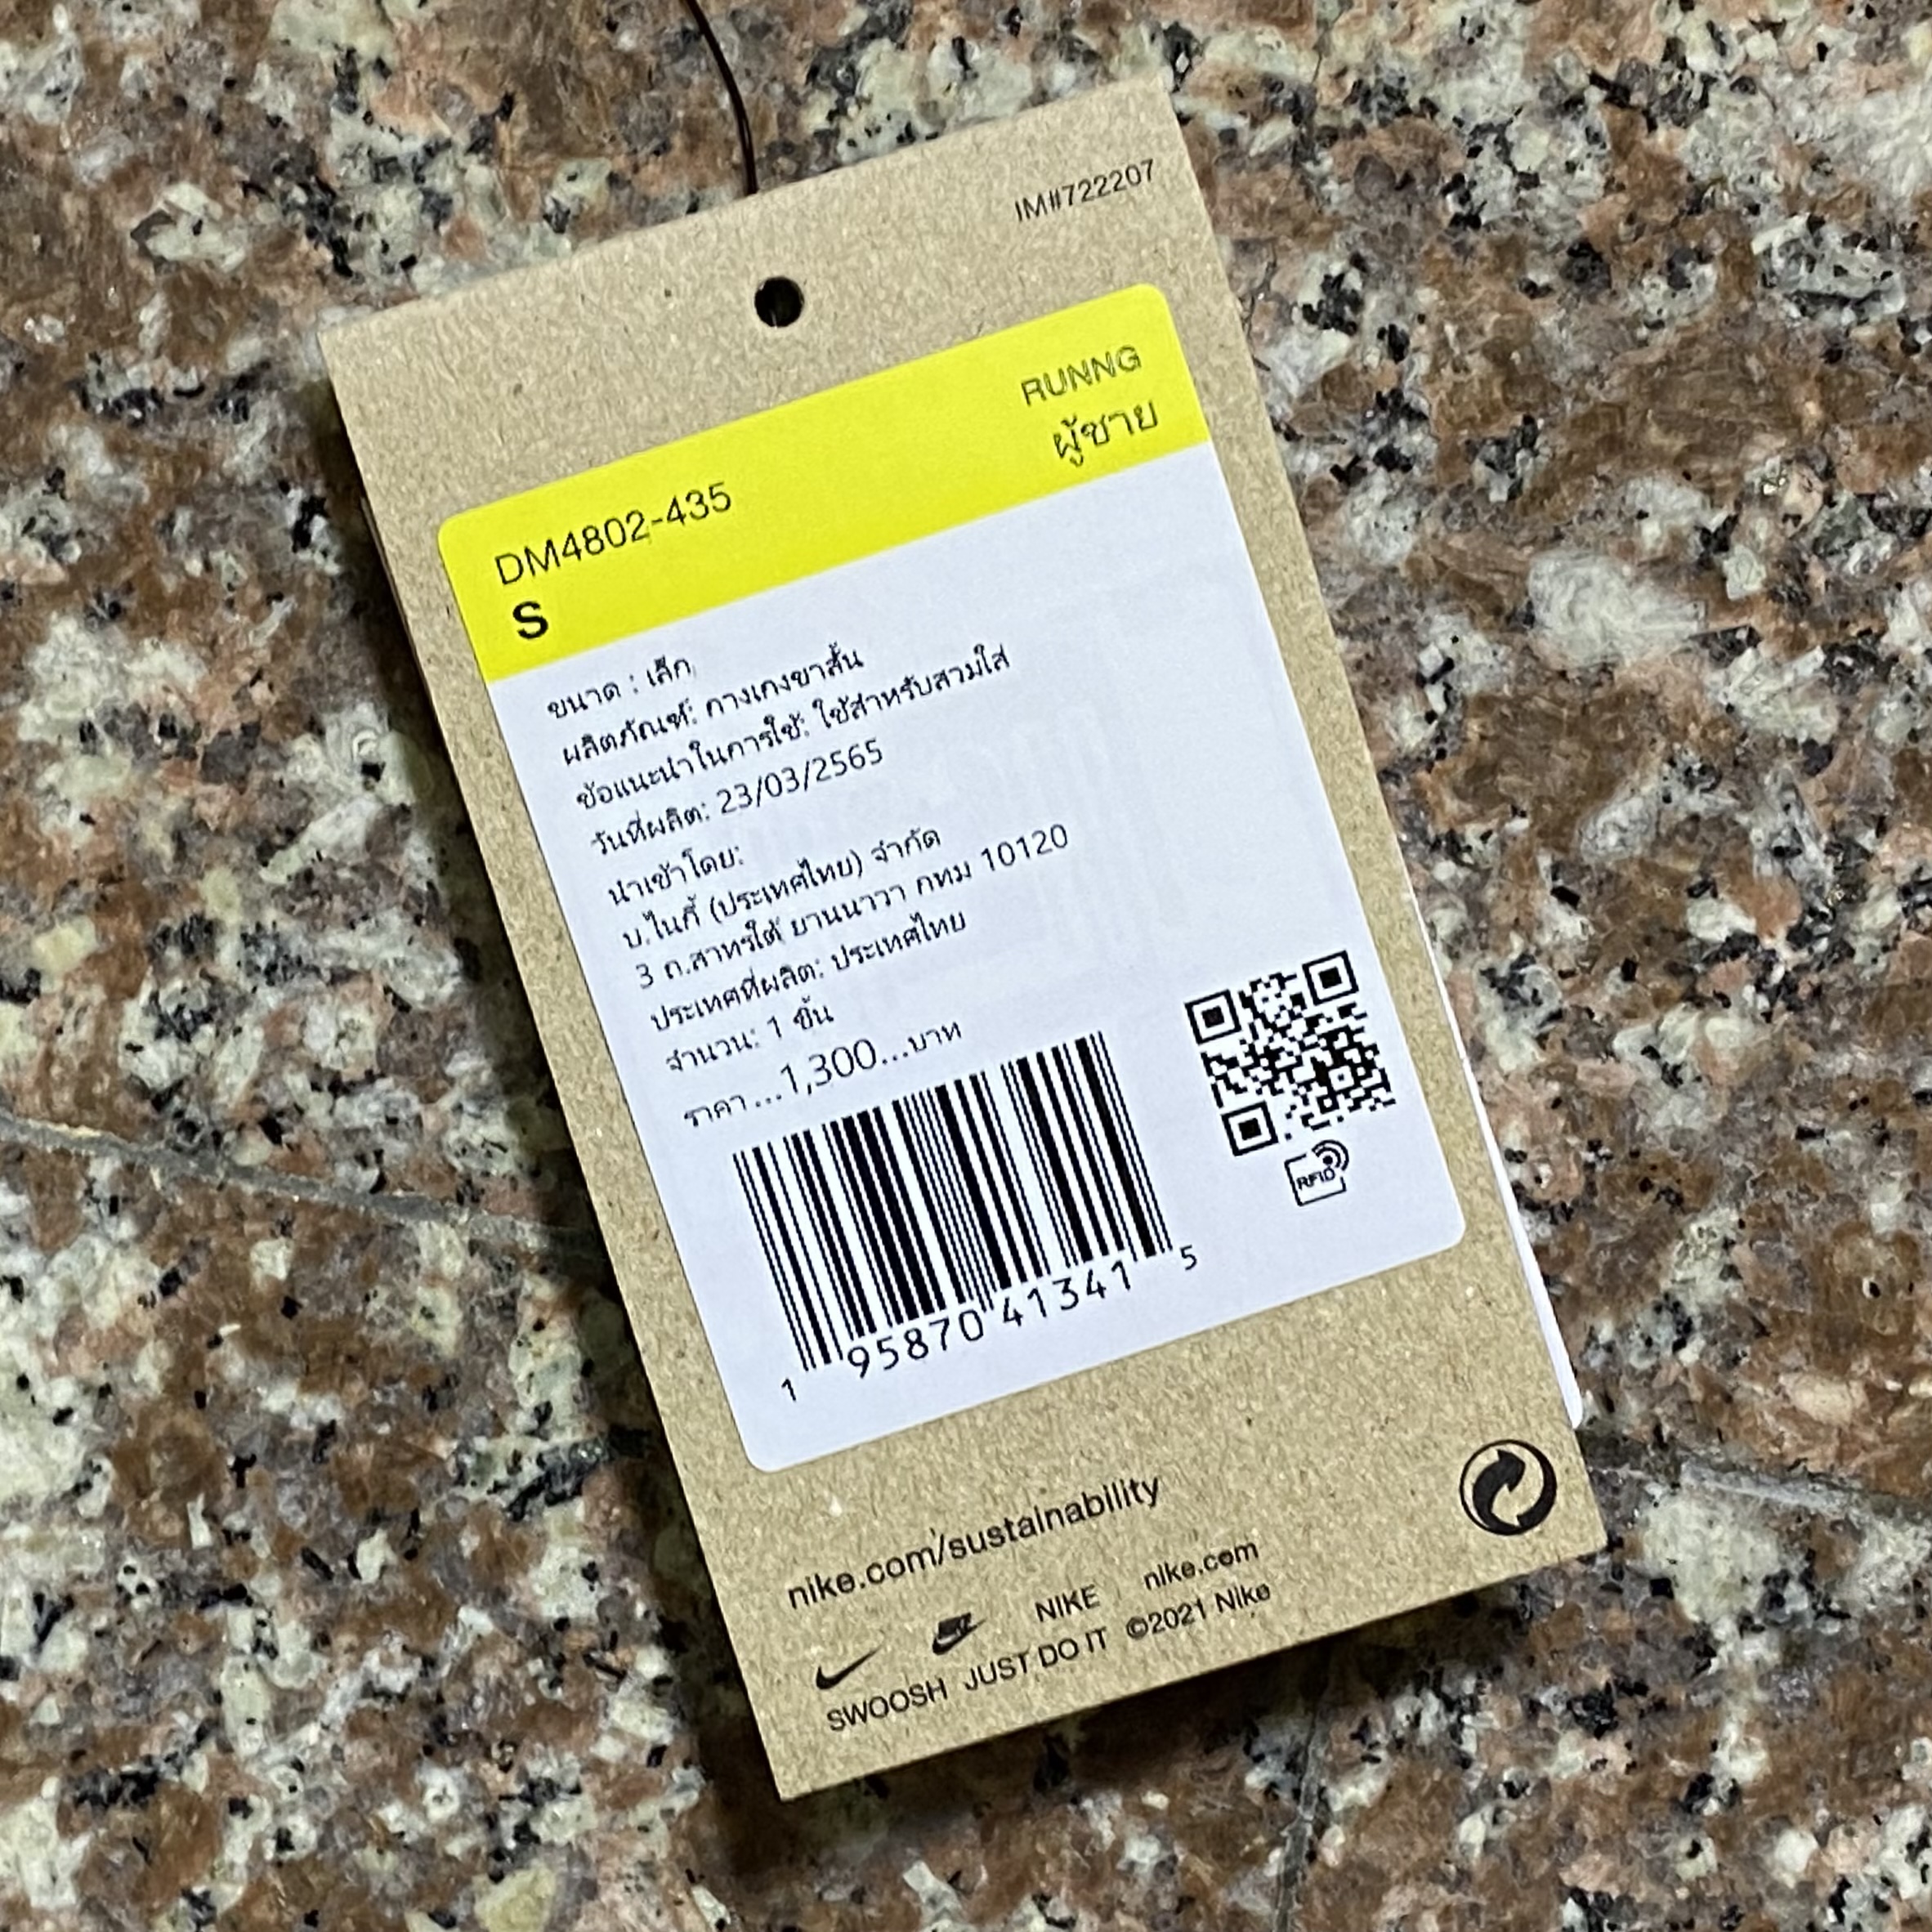 IM#722207
RUNNG
ผู้ชาย
DM4802-435
S
ขนาด : เล็ก
ผลิตภัณฑ์: กางเกงขาสั้น
ข้อแนะนำในการใช้: ใช้สำหรับสวมใส่
วันที่ผลิต: 23/03/2565
นำเข้าโดย:
บ.ไนกี้ (ประเทศไทย) จำกัด
3 ถ.สาทรใต้ ยานนาวา กทม 10120
ประเทศที่ผลิต: ประเทศไทย
จำนวน: 1 ชิ้น
ราคา...1,300...บาท
RFID
1 95870 41341 5
nike.com/sustainability
NIKE nike.com
SWOOSH JUST DO IT ©2021 Nike